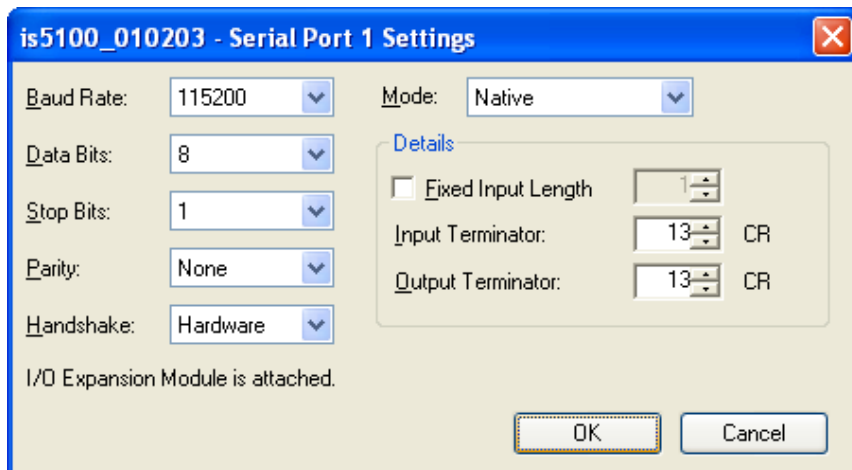 is5100_010203 - Serial Port 1 Settings
Baud Rate: 115200
Data Bits: 8
Stop Bits: 1
Parity: None
Handshake: Hardware
I/O Expansion Module is attached.
Mode: Native
Details
Fixed Input Length 1
Input Terminator: 13 CR
Output Terminator: 13 CR
OK Cancel